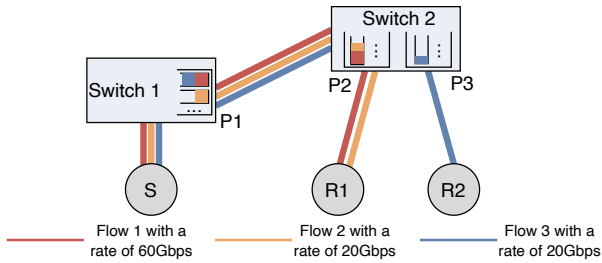 Switch 2
⋮ ⋮
Switch 1
...
P1
P2
P3
S
R1
R2
Flow 1 with a
rate of 60Gbps
Flow 2 with a
rate of 20Gbps
Flow 3 with a
rate of 20Gbps